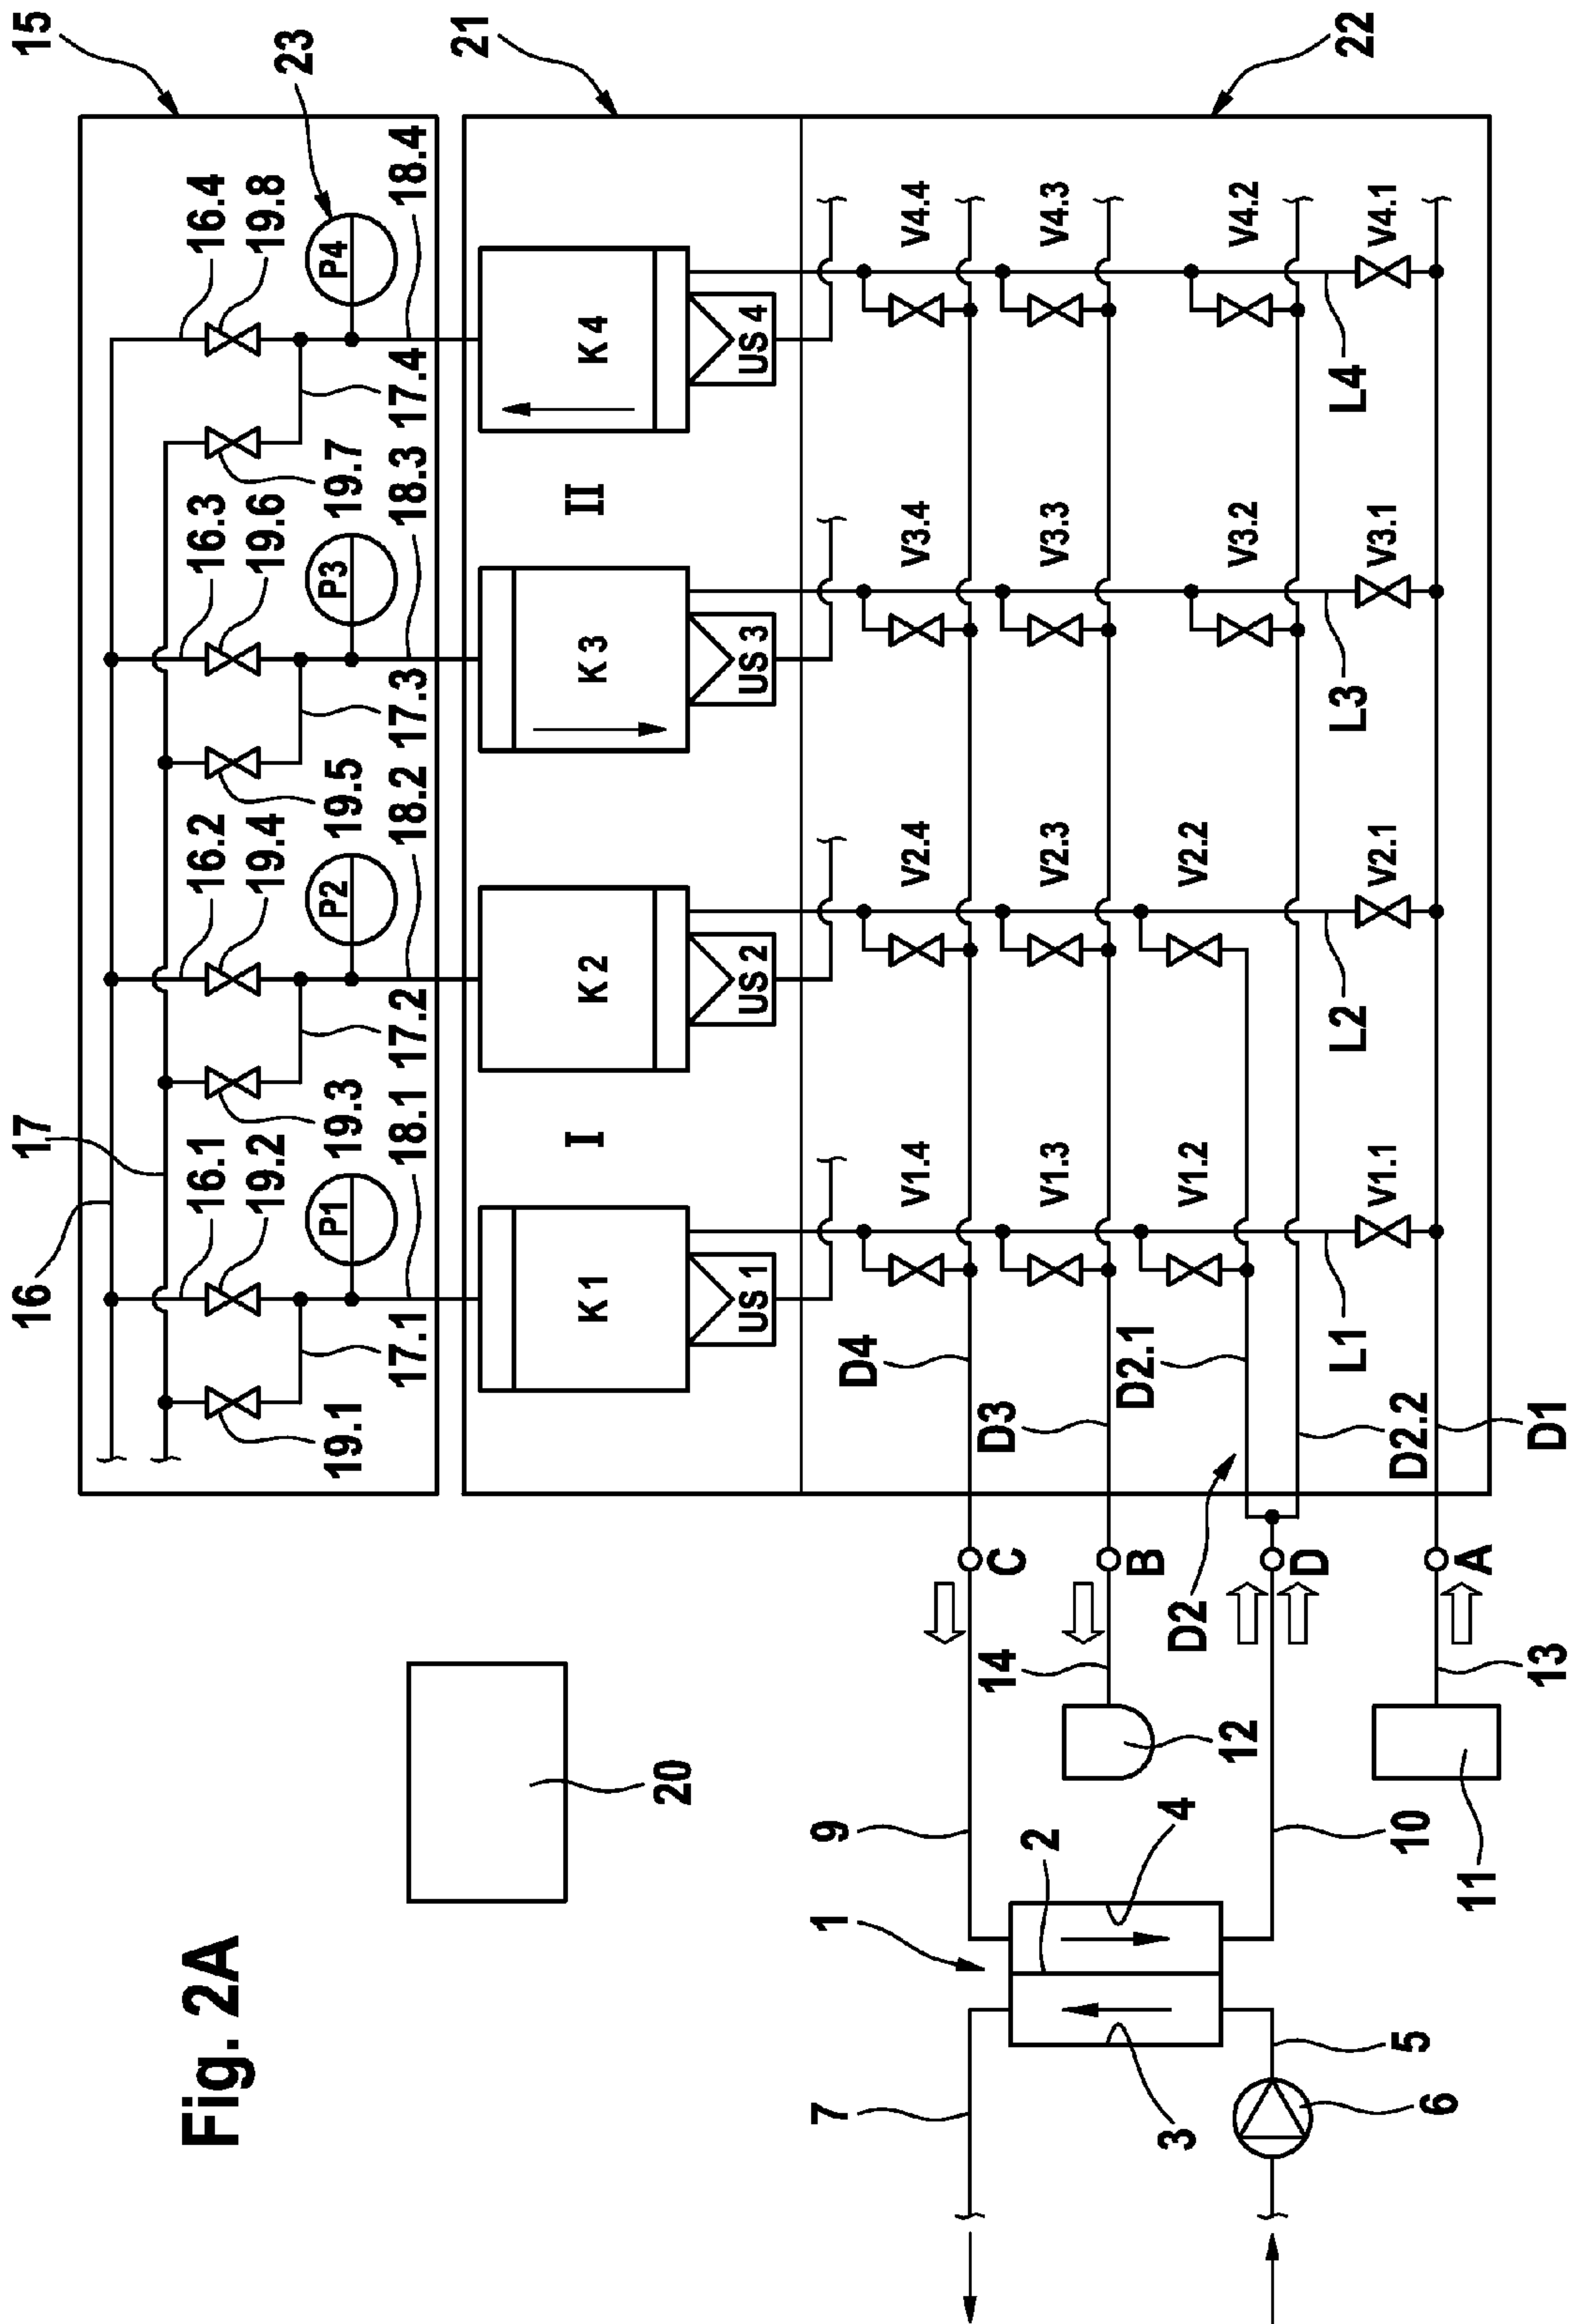 Fig. 2A
15
16
17
16.1
16.2
16.3
16.4
19.2
19.4
19.6
19.8
23
P1
P2
P3
P4
19.1
19.3
19.5
19.7
17.1
18.1
17.2
18.2
17.3
18.3
17.4
18.4
20
21
K 1
I
K 2
K 3
II
K 4
US 1
US 2
US 3
US 4
7
1
9
D4
V1.4
V2.4
V3.4
V4.4
C
D3
14
2
B
V1.3
V2.3
V3.3
V4.3
D2.1
3
4
12
D2
V1.2
V2.2
V3.2
V4.2
D
L1
L2
L3
L4
22
5
10
D2.2
V1.1
V2.1
V3.1
V4.1
6
11
A
13
D1